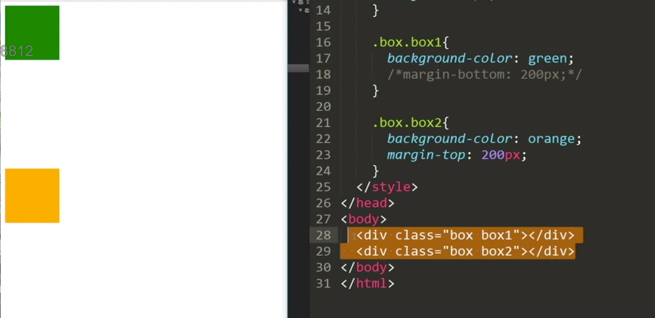 8812
14 }
15
16 .box.box1{
17 background-color: green;
18 /*margin-bottom: 200px;*/
19 }
20
21 .box.box2{
22 background-color: orange;
23 margin-top: 200px;
24 }
25 </style>
26 </head>
27 <body>
28 <div class="box box1"></div>
29 <div class="box box2"></div>
30 </body>
31 </html>